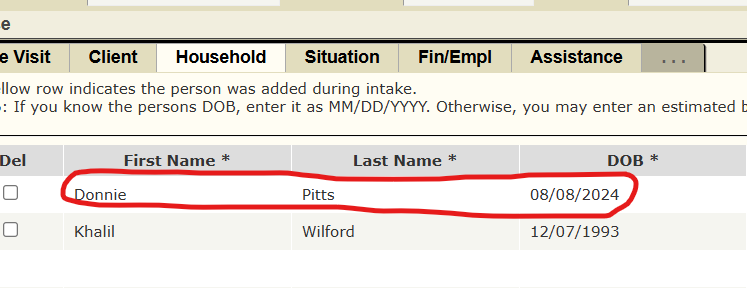 e
e Visit Client Household Situation Fin/Empl Assistance ...
ellow row indicates the person was added during intake.
: If you know the persons DOB, enter it as MM/DD/YYYY. Otherwise, you may enter an estimated b
Del First Name * Last Name * DOB *
Donnie Pitts 08/08/2024
Khalil Wilford 12/07/1993